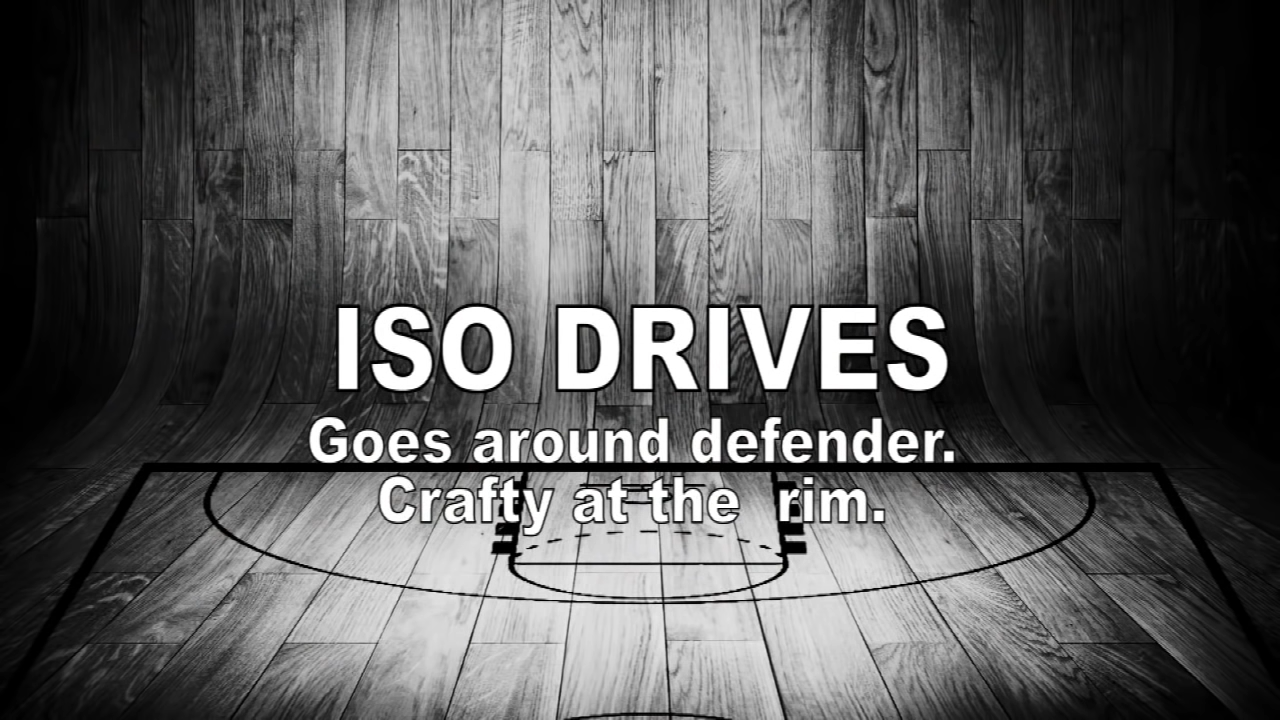 ISO DRIVES
Goes around defender.
Crafty at the  rim.